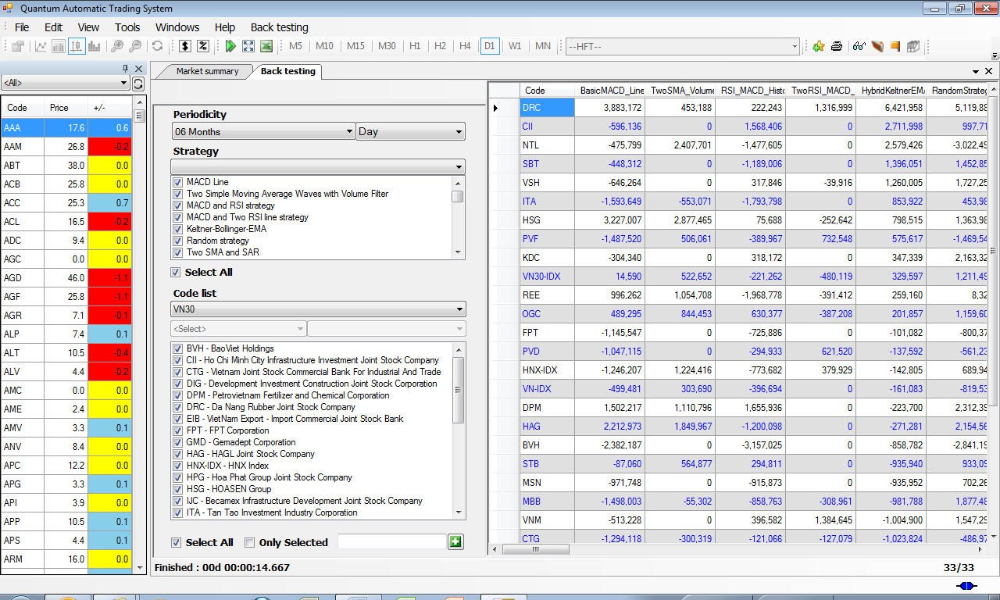 Quantum Automatic Trading System
File Edit View Tools Windows Help Back testing
$ % M5 M10 M15 M30 H1 H2 H4 D1 W1 MN --HFT--
<All>
Code Price +/-
AAA 17.6 0.6
AAM 26.8 -0.2
ABT 38.0 0.0
ACB 25.8 0.0
ACC 25.3 0.7
ACL 16.5 -0.2
ADC 9.4 0.0
AGC 0.0 0.0
AGD 46.0 -1.1
AGF 25.8 -1.1
AGR 7.1 -0.1
ALP 7.4 0.1
ALT 10.5 -0.4
ALV 4.4 -0.2
AMC 0.0 0.0
AME 2.4 0.0
AMV 3.3 0.1
ANV 8.4 0.0
APC 12.2 0.0
APG 3.3 0.1
API 3.9 0.0
APP 10.5 0.1
APS 4.4 0.1
ARM 16.0 0.0
Market summary Back testing
Periodicity
06 Months Day
Strategy
MACD Line
Two Simple Moving Average Waves with Volume Filter
MACD and RSI strategy
MACD and Two RSI line strategy
Keltner-Bollinger-EMA
Random strategy
Two SMA and SAR
Select All
Code list
VN30
<Select>
BVH - BaoViet Holdings
CII - Ho Chi Minh City Infrastructure Investment Joint Stock Company
CTG - Vietnam Joint Stock Commercial Bank For Industrial And Trade
DIG - Development Investment Construction Joint Stock Corporation
DPM - Petrovietnam Fertilizer and Chemical Corporation
DRC - Da Nang Rubber Joint Stock Company
EIB - VietNam Export - Import Commercial Joint Stock Bank
FPT - FPT Corporation
GMD - Gemadept Corporation
HAG - HAGL Joint Stock Company
HNX-IDX - HNX Index
HPG - Hoa Phat Group Joint Stock Company
HSG - HOASEN Group
IJC - Becamex Infrastructure Development Joint Stock Company
ITA - Tan Tao Investment Industry Corporation
Select All Only Selected
Code BasicMACD_Line TwoSMA_Volume RSI_MACD_Histo TwoRSI_MACD_ HybridKeltnerEMA RandomStrateg
DRC 3,883,172 453,188 222,243 1,316,999 6,421,958 5,119,88
CII -596,136 0 1,568,406 0 2,711,998 997,71
NTL -475,799 2,407,701 -1,477,605 0 2,579,426 -3,022,49
SBT -448,312 0 -1,189,006 0 1,396,051 1,452,85
VSH -646,264 0 317,846 -39,916 1,260,005 1,727,25
ITA -1,593,649 -553,071 -1,793,798 0 853,922 453,98
HSG 3,227,007 2,877,465 75,688 -252,642 798,515 1,363,98
PVF -1,487,520 506,061 -389,967 732,548 575,617 -1,469,54
KDC -304,340 0 318,172 0 347,339 2,163,32
VN30-IDX 14,590 522,652 -221,262 -480,119 329,597 1,211,49
REE 996,262 1,054,708 -1,968,778 -391,412 259,160 8,32
OGC 489,295 844,453 630,377 -387,208 201,857 1,159,60
FPT -1,145,547 0 -725,886 0 -101,082 -800,37
PVD -1,047,115 0 -294,933 621,520 -137,592 -561,23
HNX-IDX -1,246,207 1,224,416 -773,682 379,929 -142,805 689,94
VN-IDX -499,481 303,690 -396,694 0 -161,083 -819,53
DPM 1,502,217 1,110,796 1,655,936 0 -223,700 2,312,39
HAG 2,212,973 1,849,967 -1,200,098 0 -271,281 2,154,56
BVH -2,382,187 0 -3,157,025 0 -858,782 -2,841,19
STB -87,060 564,877 294,811 0 -935,940 933,09
MSN -971,748 0 -915,873 0 -935,952 702,26
MBB -1,498,003 -55,302 -858,763 -308,961 -981,788 1,877,48
VNM -513,228 0 396,582 1,384,645 -1,004,900 1,547,29
CTG -1,294,118 -300,319 -121,066 -127,079 -1,023,824 -486,97
Finished : 00d 00:00:14.667 33/33